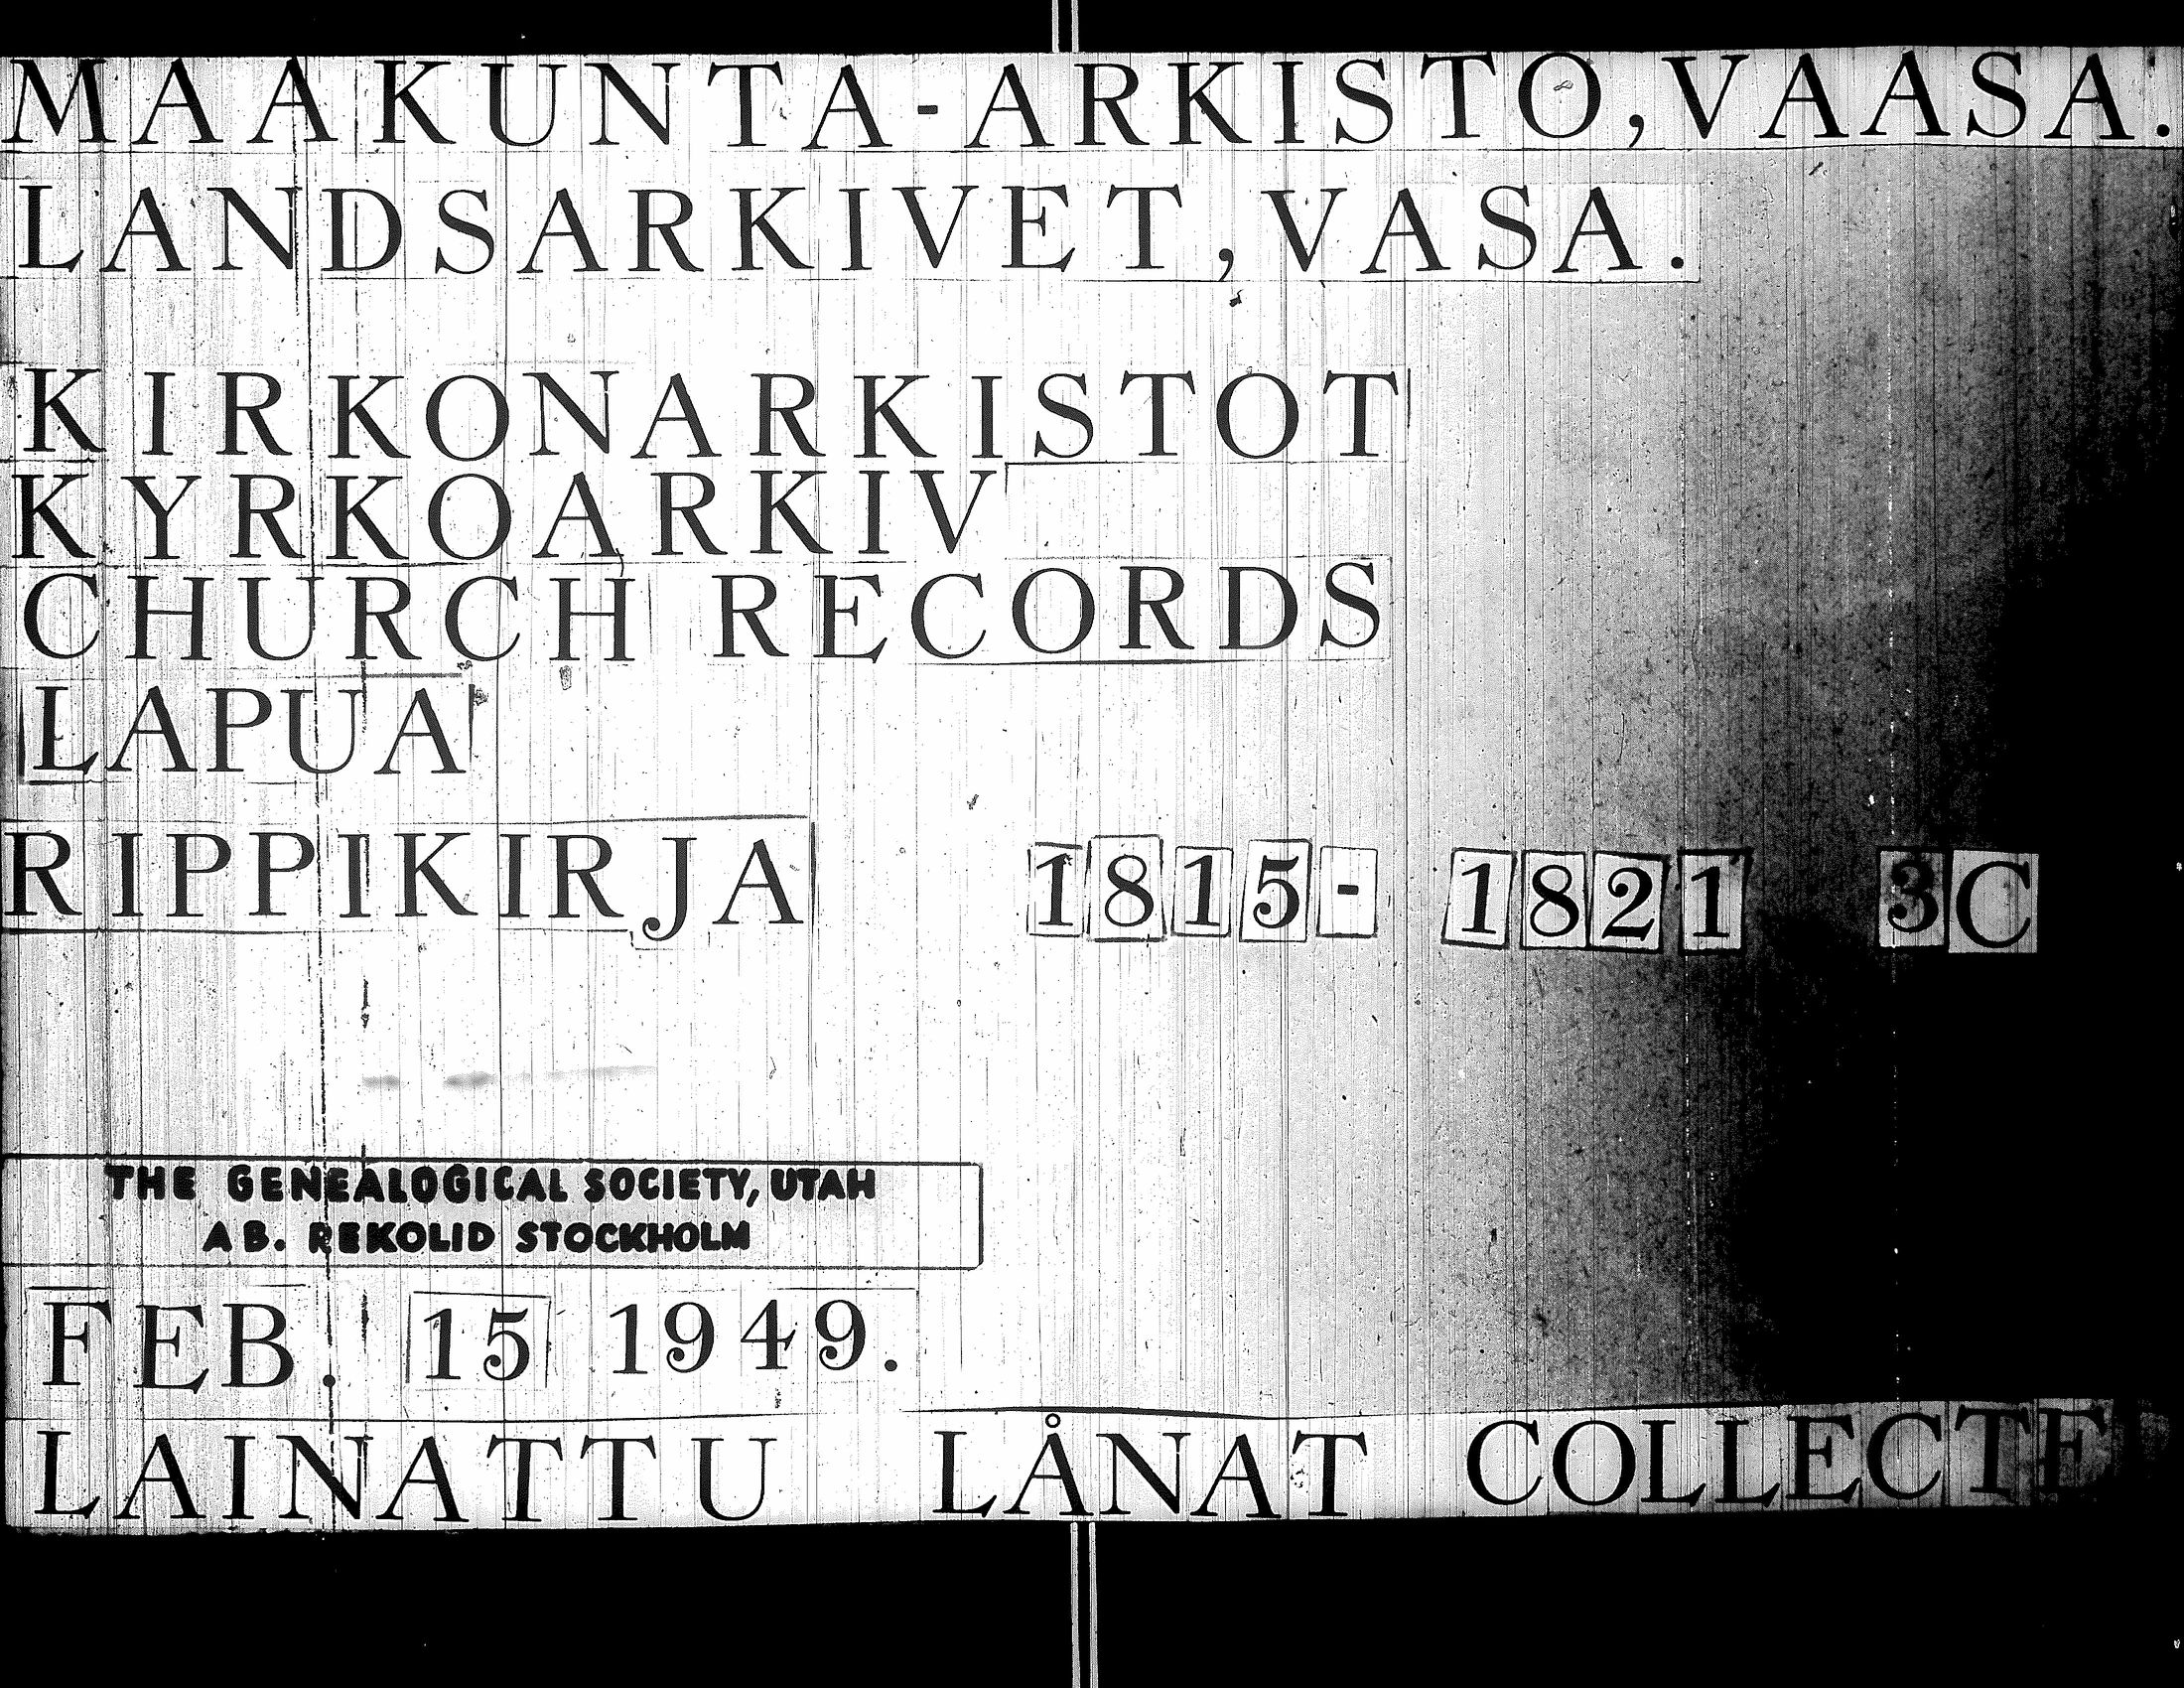 MAAKUNTA-ARKISTO, VAASA.
LANDSARKIVET, VASA.
KIRKONARKISTOT
KYRKOARKIV
CHURCH RECORDS
LAPUA
RIPPIKIRJA 1815- 1821 3C
THE GENEALOGICAL SOCIETY, UTAH
AB. REKOLID STOCKHOLM
FEB. 15 1949.
LAINATTU LÅNAT